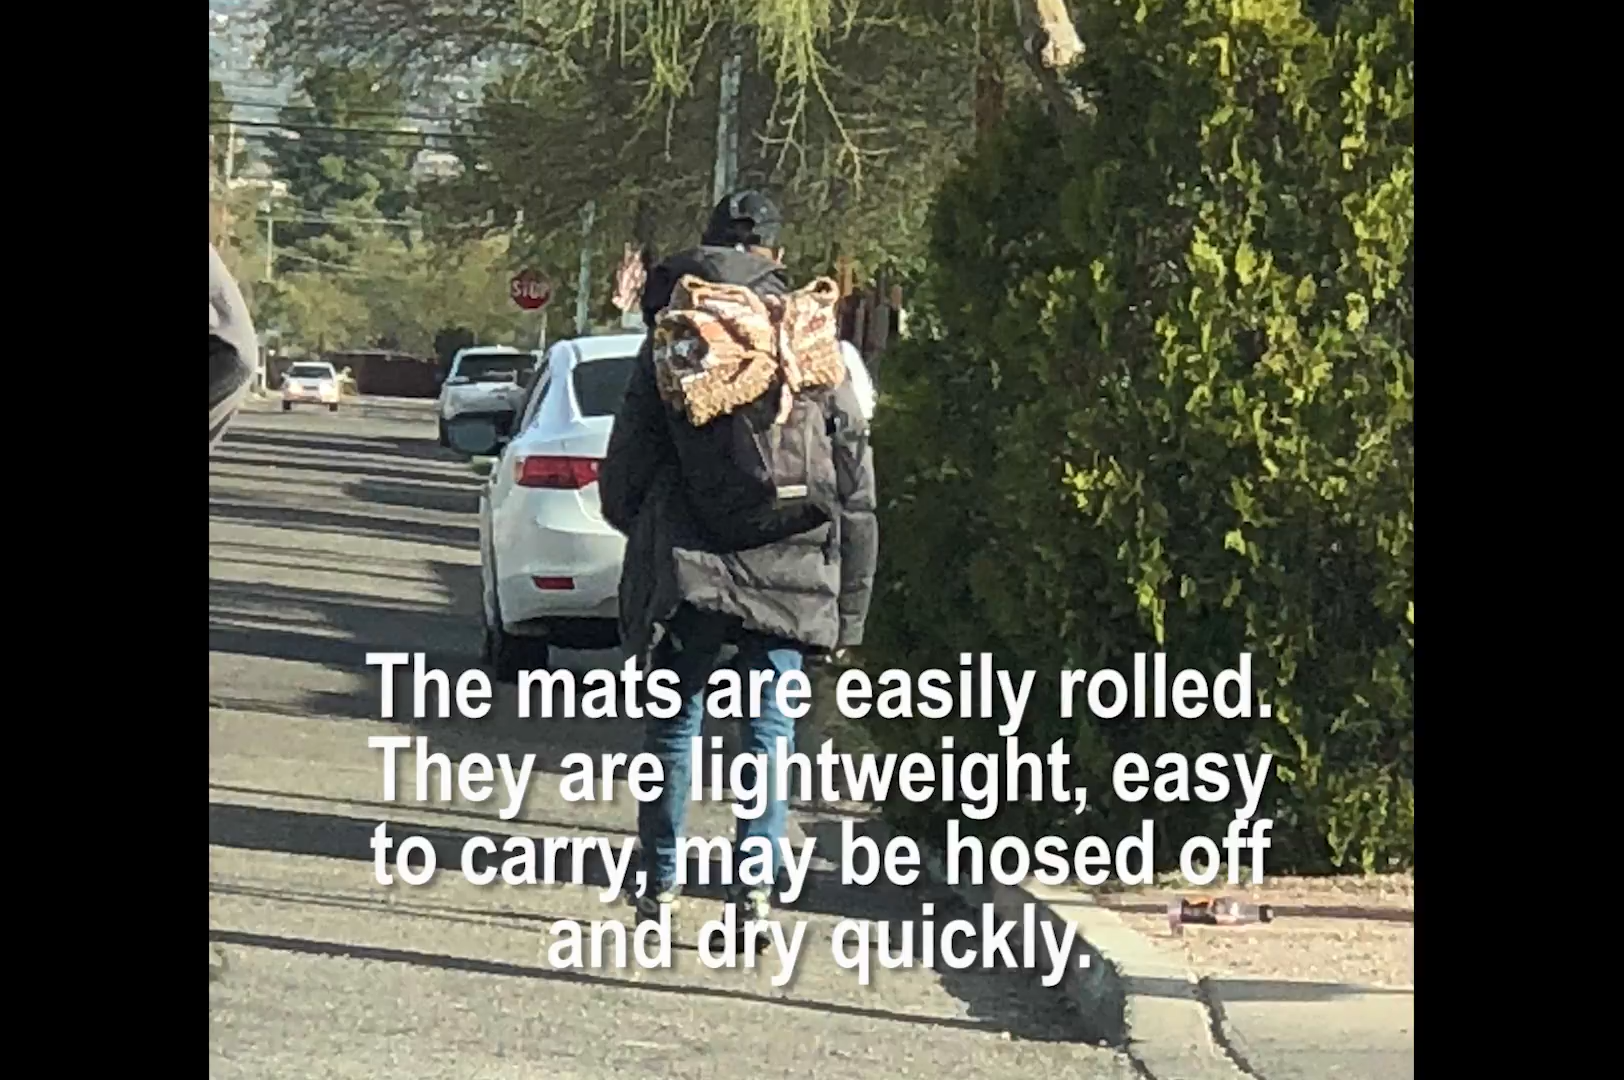 STOP
The mats are easily rolled.
They are lightweight, easy
to carry, may be hosed off
and dry quickly.